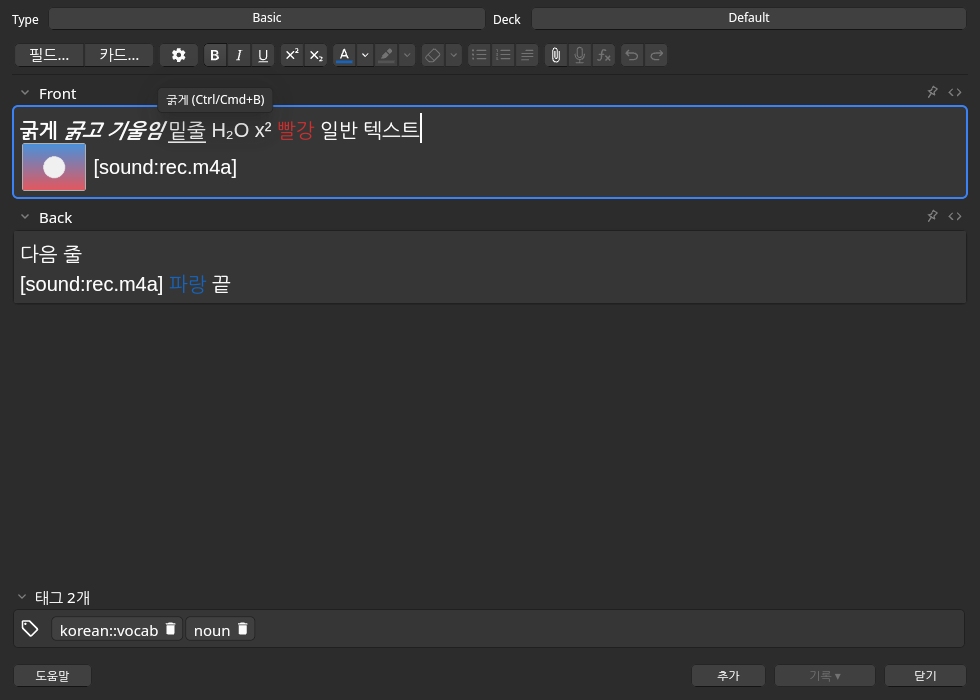 Type Basic Deck Default
필드... 카드... B I U X² X₂ A fx
Front
굵게 (Ctrl/Cmd+B)
굵게 굵고 기울임 밑줄 H₂O x² 빨강 일반 텍스트
[sound:rec.m4a]
Back
다음 줄
[sound:rec.m4a] 파랑 끝
태그 2개
korean::vocab noun
도움말 추가 기록 ▾ 닫기